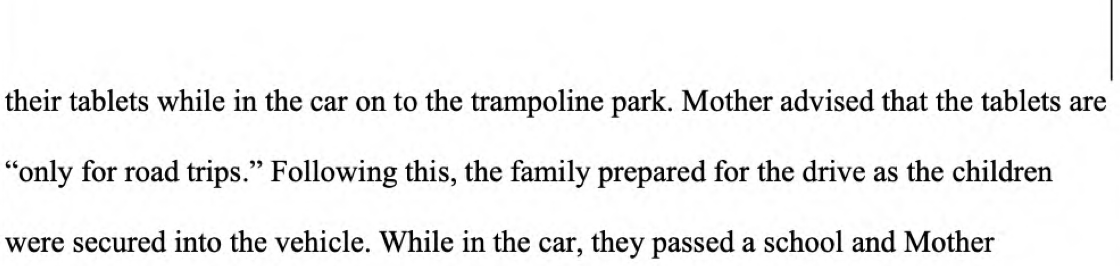 their tablets while in the car on to the trampoline park. Mother advised that the tablets are
“only for road trips.” Following this, the family prepared for the drive as the children
were secured into the vehicle. While in the car, they passed a school and Mother